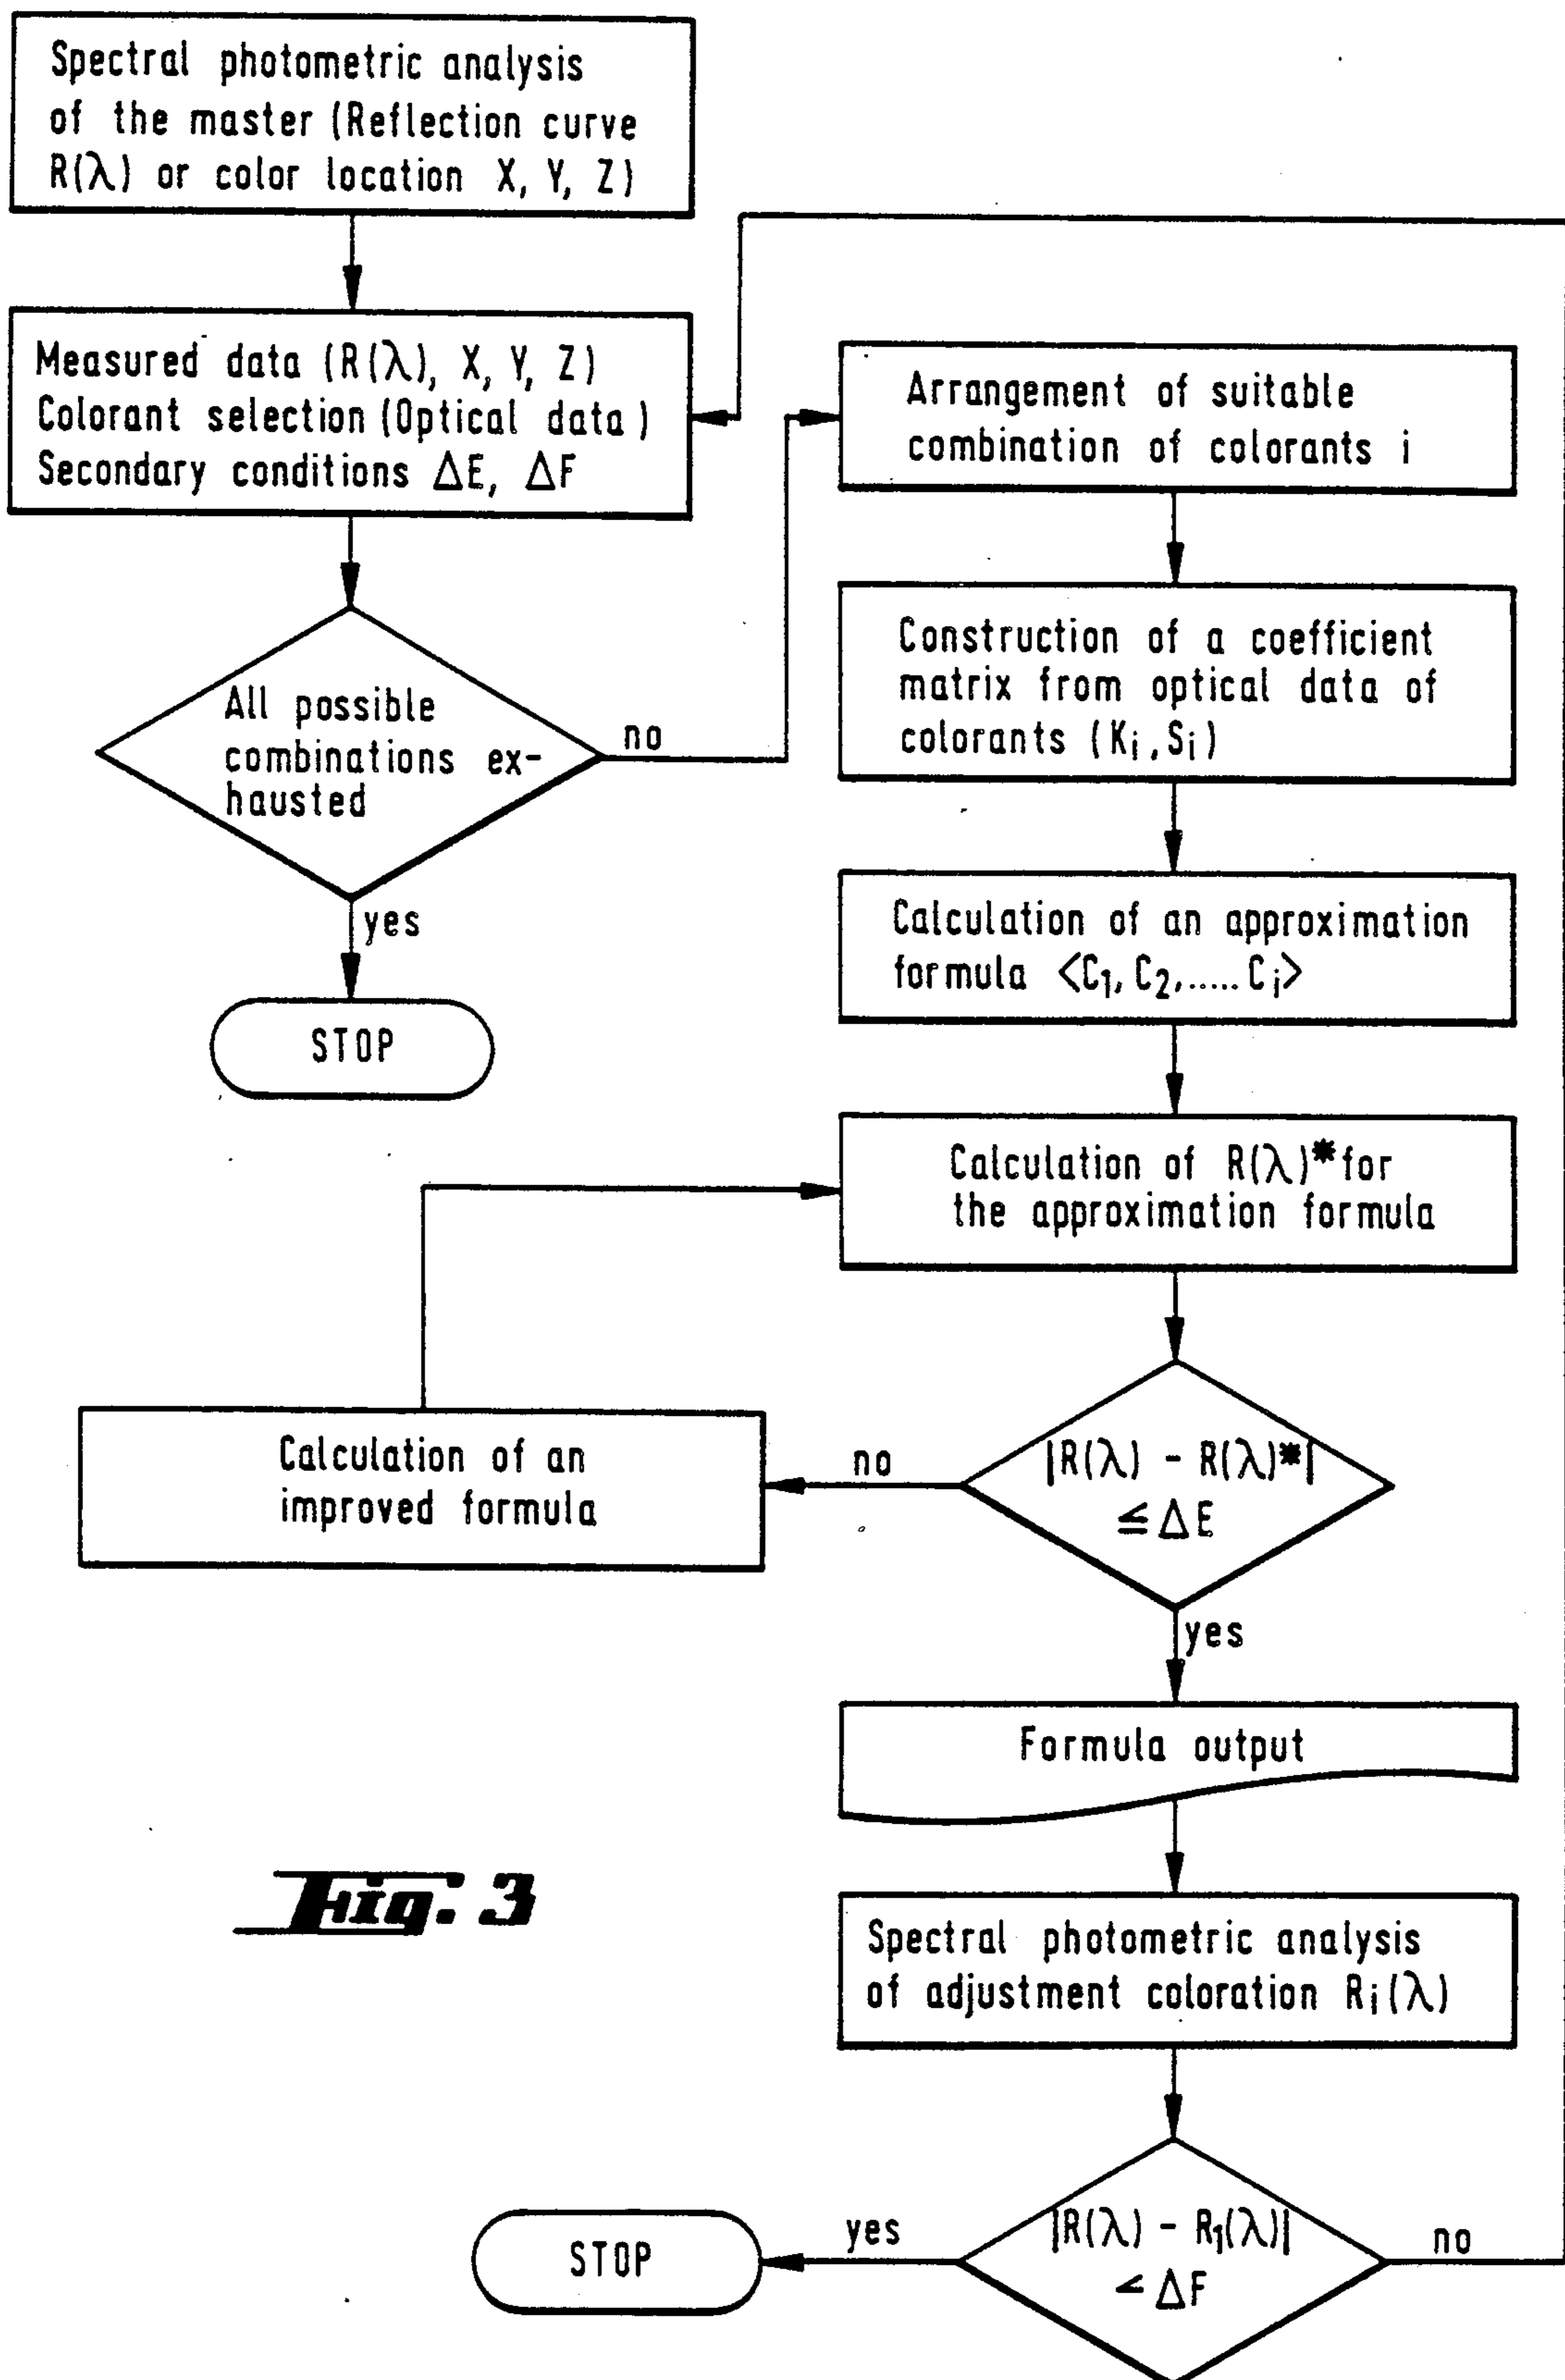 Spectral photometric analysis
of the master (Reflection curve
R(λ) or color location X, Y, Z)
Measured data (R(λ), X, Y, Z)
Colorant selection (Optical data)
Secondary conditions ΔE, ΔF
All possible
combinations ex-
hausted
no
yes
STOP
Arrangement of suitable
combination of colorants i
Construction of a coefficient
matrix from optical data of
colorants (Ki, Si)
Calculation of an approximation
formula <C1, C2,..... Ci>
Calculation of R(λ)* for
the approximation formula
|R(λ) - R(λ)*|
≦ ΔE
no
Calculation of an
improved formula
yes
Formula output
Spectral photometric analysis
of adjustment coloration Ri(λ)
|R(λ) - R1(λ)|
≤ ΔF
yes
STOP
no
Fig. 3